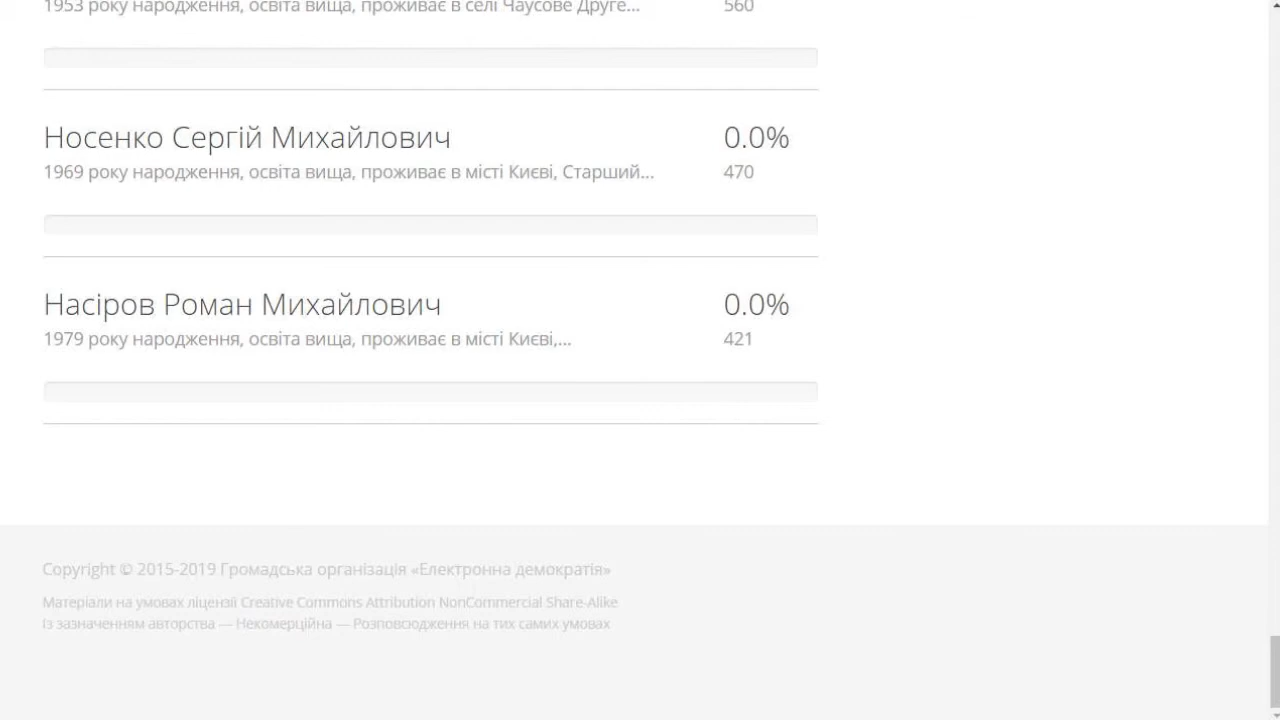 1953 року народження, освіта вища, проживає в селі Чаусове Друге...
560
Носенко Сергій Михайлович
0.0%
1969 року народження, освіта вища, проживає в місті Києві, Старший...
470
Насіров Роман Михайлович
0.0%
1979 року народження, освіта вища, проживає в місті Києві,...
421
Copyright © 2015-2019 Громадська організація «Електронна демократія»
Матеріали на умовах ліцензії Creative Commons Attribution NonCommercial Share-Alike
Із зазначенням авторства — Некомерційна — Розповсюдження на тих самих умовах